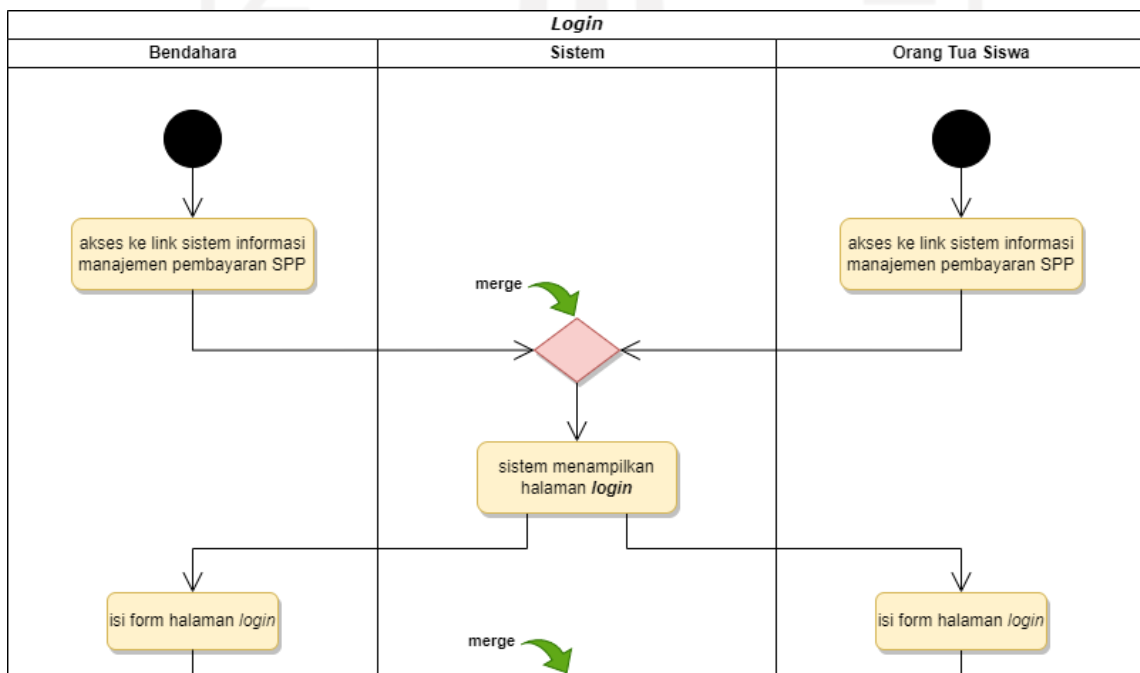 Login
Bendahara
Sistem
Orang Tua Siswa
akses ke link sistem informasi
manajemen pembayaran SPP
akses ke link sistem informasi
manajemen pembayaran SPP
merge
sistem menampilkan
halaman login
isi form halaman login
isi form halaman login
merge